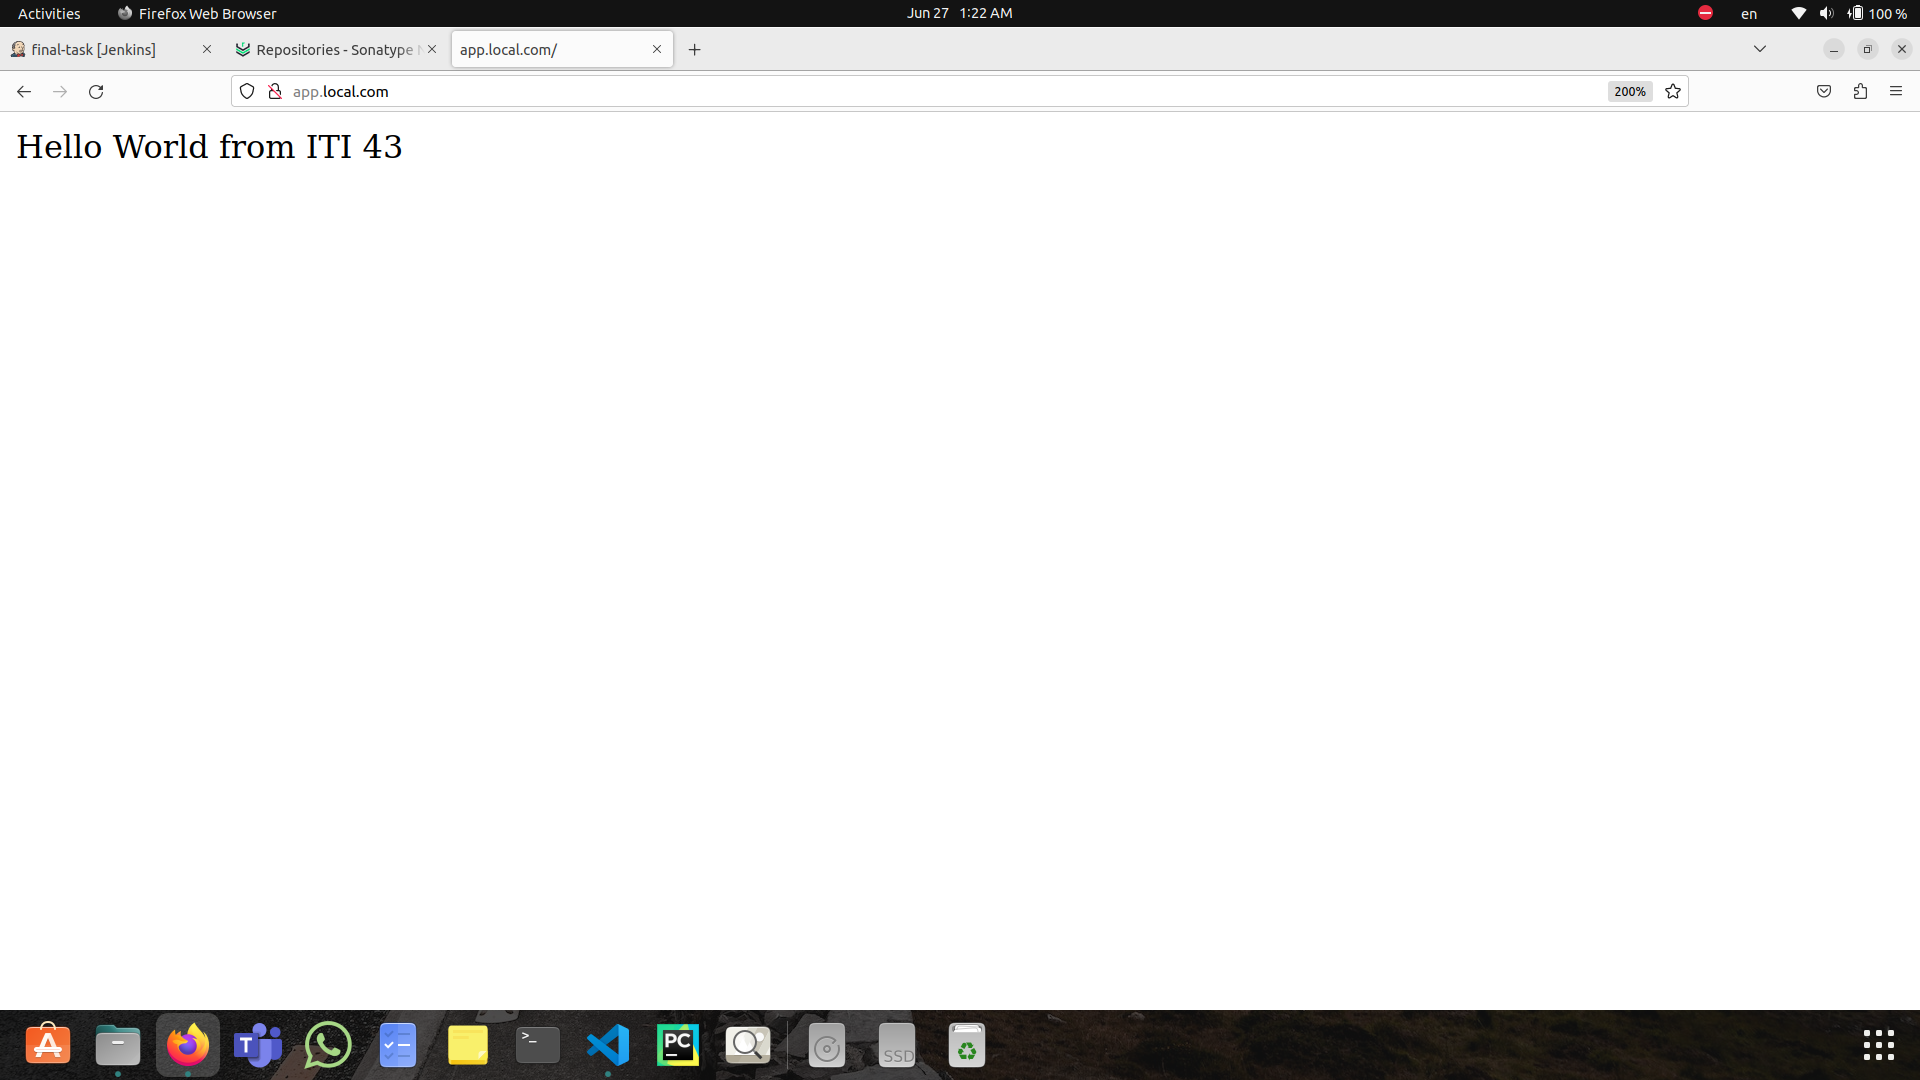 Activities
Firefox Web Browser
Jun 27 1:22 AM
en
100 %
final-task [Jenkins]
Repositories - Sonatype
app.local.com/
app.local.com
200%
Hello World from ITI 43
T
>_
PC
SSD